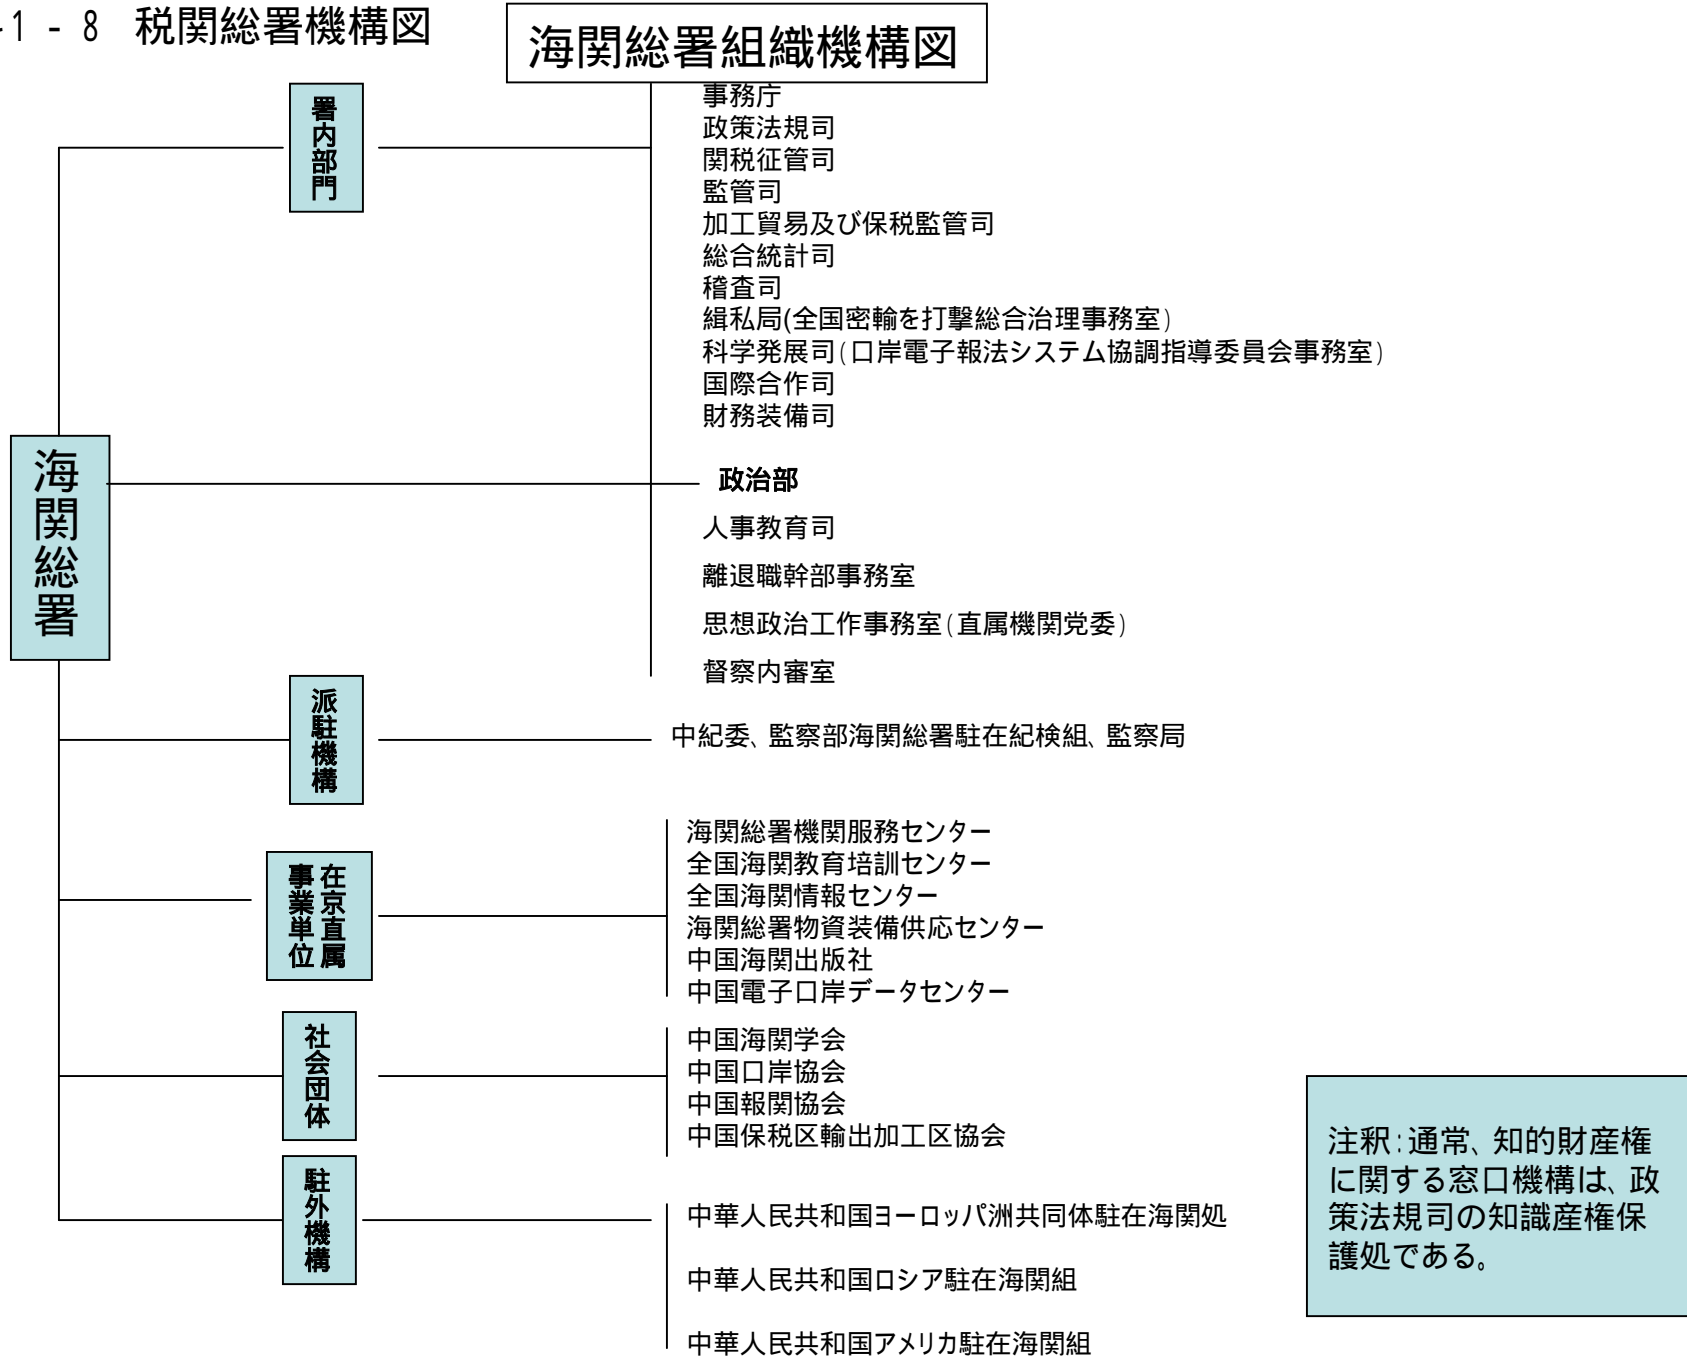 1 - 8 税関総署機構図
海関総署組織機構図
署内部門
事務庁
政策法規司
関税征管司
監管司
加工貿易及び保税監管司
総合統計司
稽査司
緝私局(全国密輸を打撃総合治理事務室)
科学発展司(口岸電子報法システム協調指導委員会事務室)
国際合作司
財務装備司
海関総署
政治部
人事教育司
離退職幹部事務室
思想政治工作事務室(直属機関党委)
督察内審室
派駐機構
中紀委、監察部海関総署駐在紀検組、監察局
在京直属
事業単位
海関総署機関服務センター
全国海関教育培訓センター
全国海関情報センター
海関総署物資装備供応センター
中国海関出版社
中国電子口岸データセンター
社会団体
中国海関学会
中国口岸協会
中国報関協会
中国保税区輸出加工区協会
駐外機構
中華人民共和国ヨーロッパ洲共同体駐在海関処
中華人民共和国ロシア駐在海関組
中華人民共和国アメリカ駐在海関組
注釈:通常、知的財産権
に関する窓口機構は、政
策法規司の知識産権保
護処である。